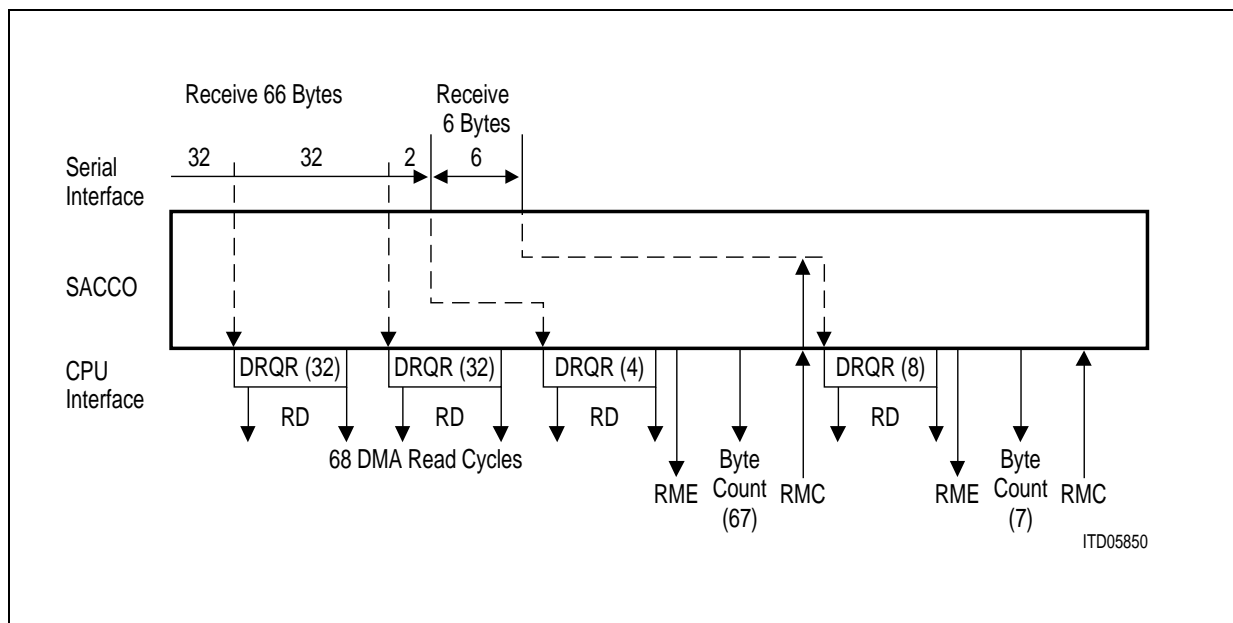 Receive 66 Bytes
Receive
6 Bytes
32
32
2
6
Serial
Interface
SACCO
CPU
Interface
DRQR (32)
DRQR (32)
DRQR (4)
DRQR (8)
RD
RD
RD
RD
68 DMA Read Cycles
RME
Byte
Count
(67)
RMC
RME
Byte
Count
(7)
RMC
ITD05850